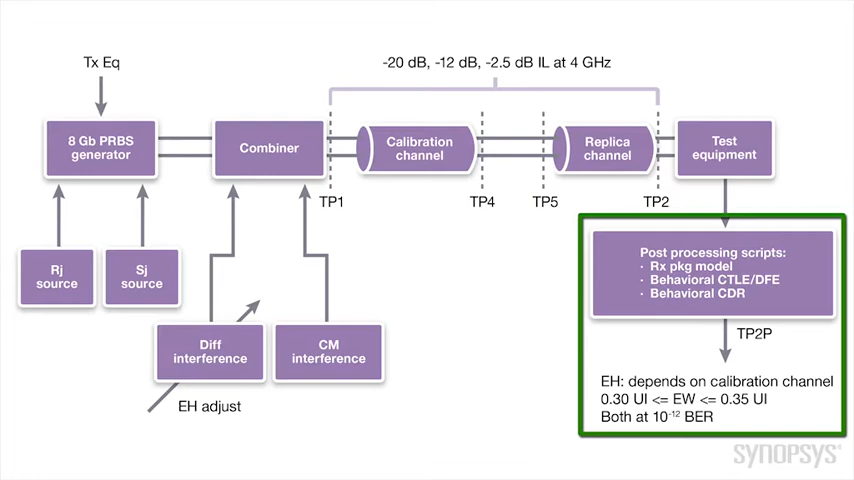 Tx Eq
-20 dB, -12 dB, -2.5 dB IL at 4 GHz
8 Gb PRBS
generator
Combiner
Calibration
channel
Replica
channel
Test
equipment
TP1
TP4
TP5
TP2
Rj
source
Sj
source
Post processing scripts:
· Rx pkg model
· Behavioral CTLE/DFE
· Behavioral CDR
Diff
interference
CM
interference
TP2P
EH adjust
EH: depends on calibration channel
0.30 UI <= EW <= 0.35 UI
Both at 10⁻¹² BER
SYNOPSYS®